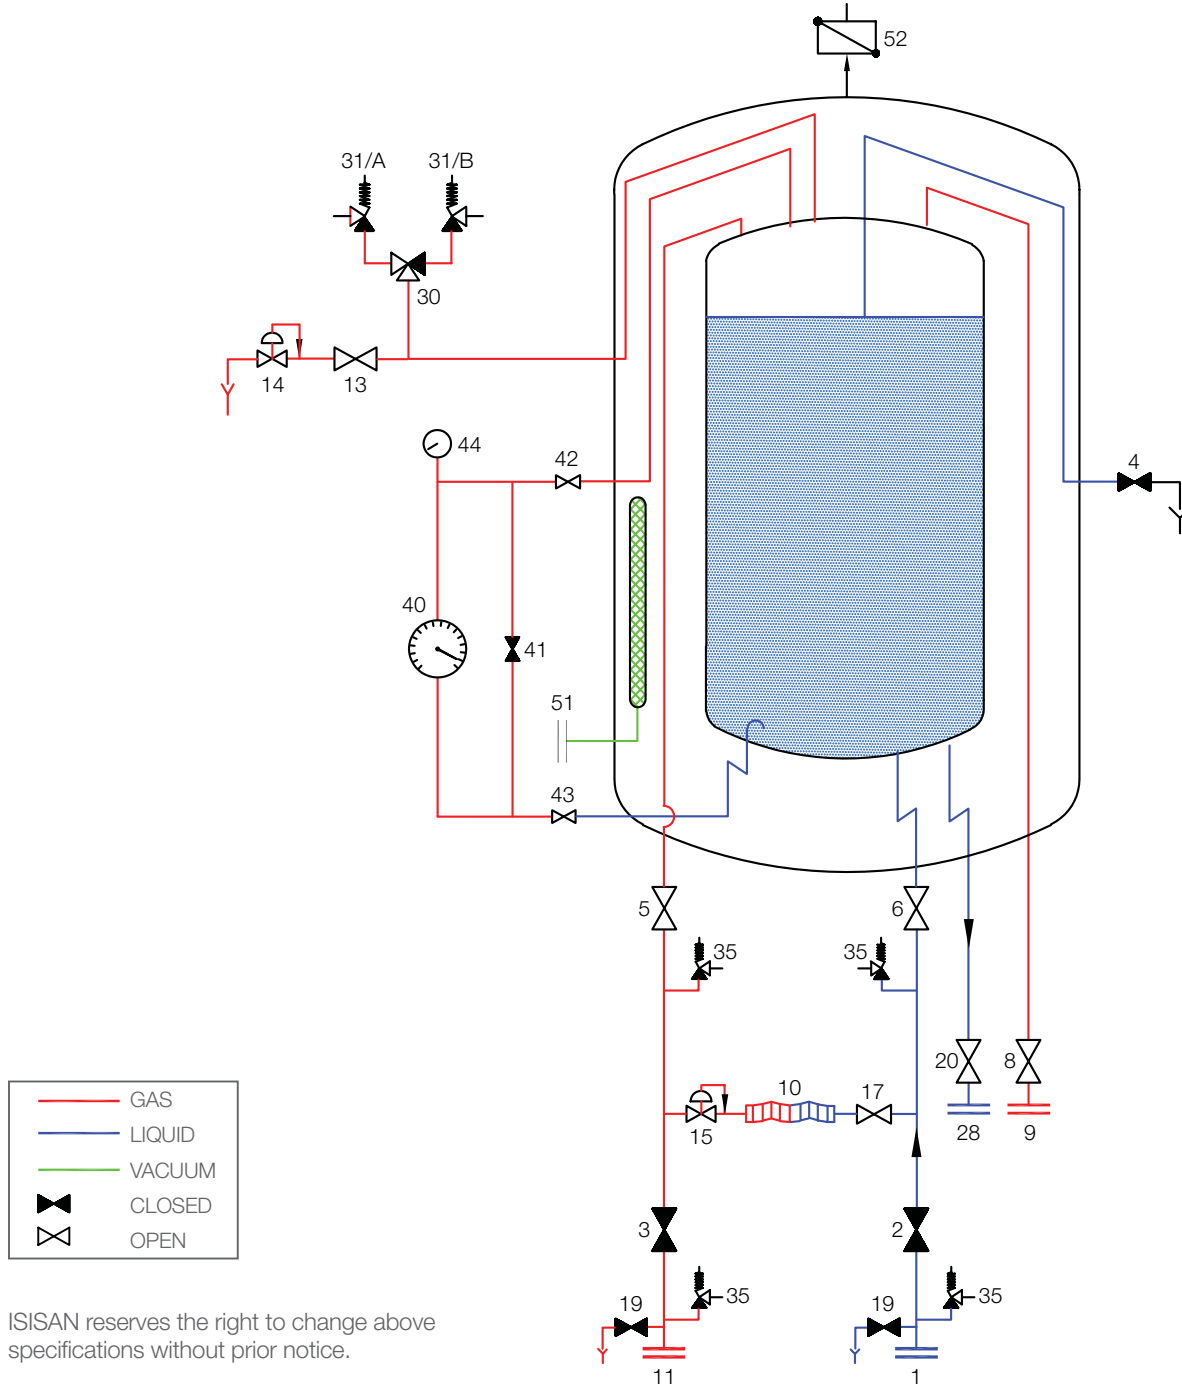 52
31/A 31/B
30
14 13
44 42
4
40
41
51
43
5 6
35 35
20 8
10 17
15 28 9
3 2
19 35 19 35
11 1
GAS
LIQUID
VACUUM
CLOSED
OPEN
ISISAN reserves the right to change above
specifications without prior notice.